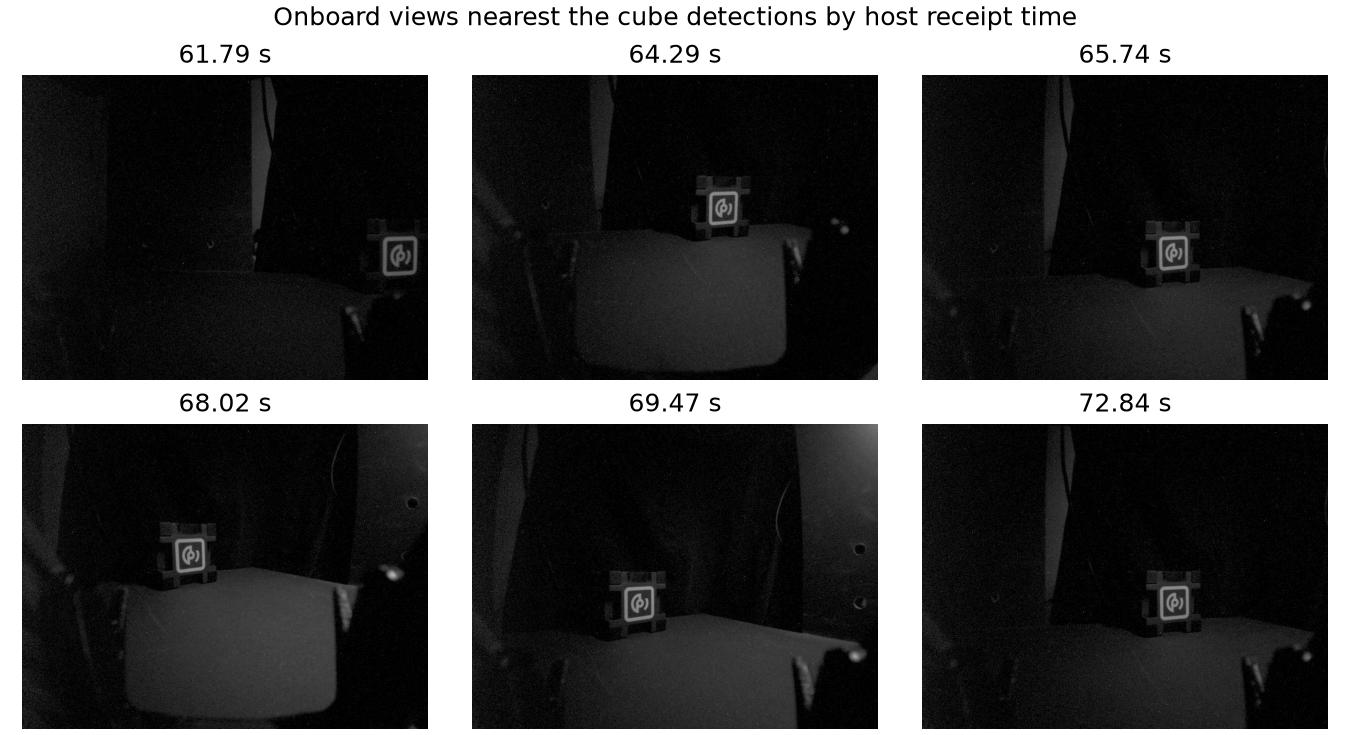 Onboard views nearest the cube detections by host receipt time
61.79 s
64.29 s
65.74 s
68.02 s
69.47 s
72.84 s